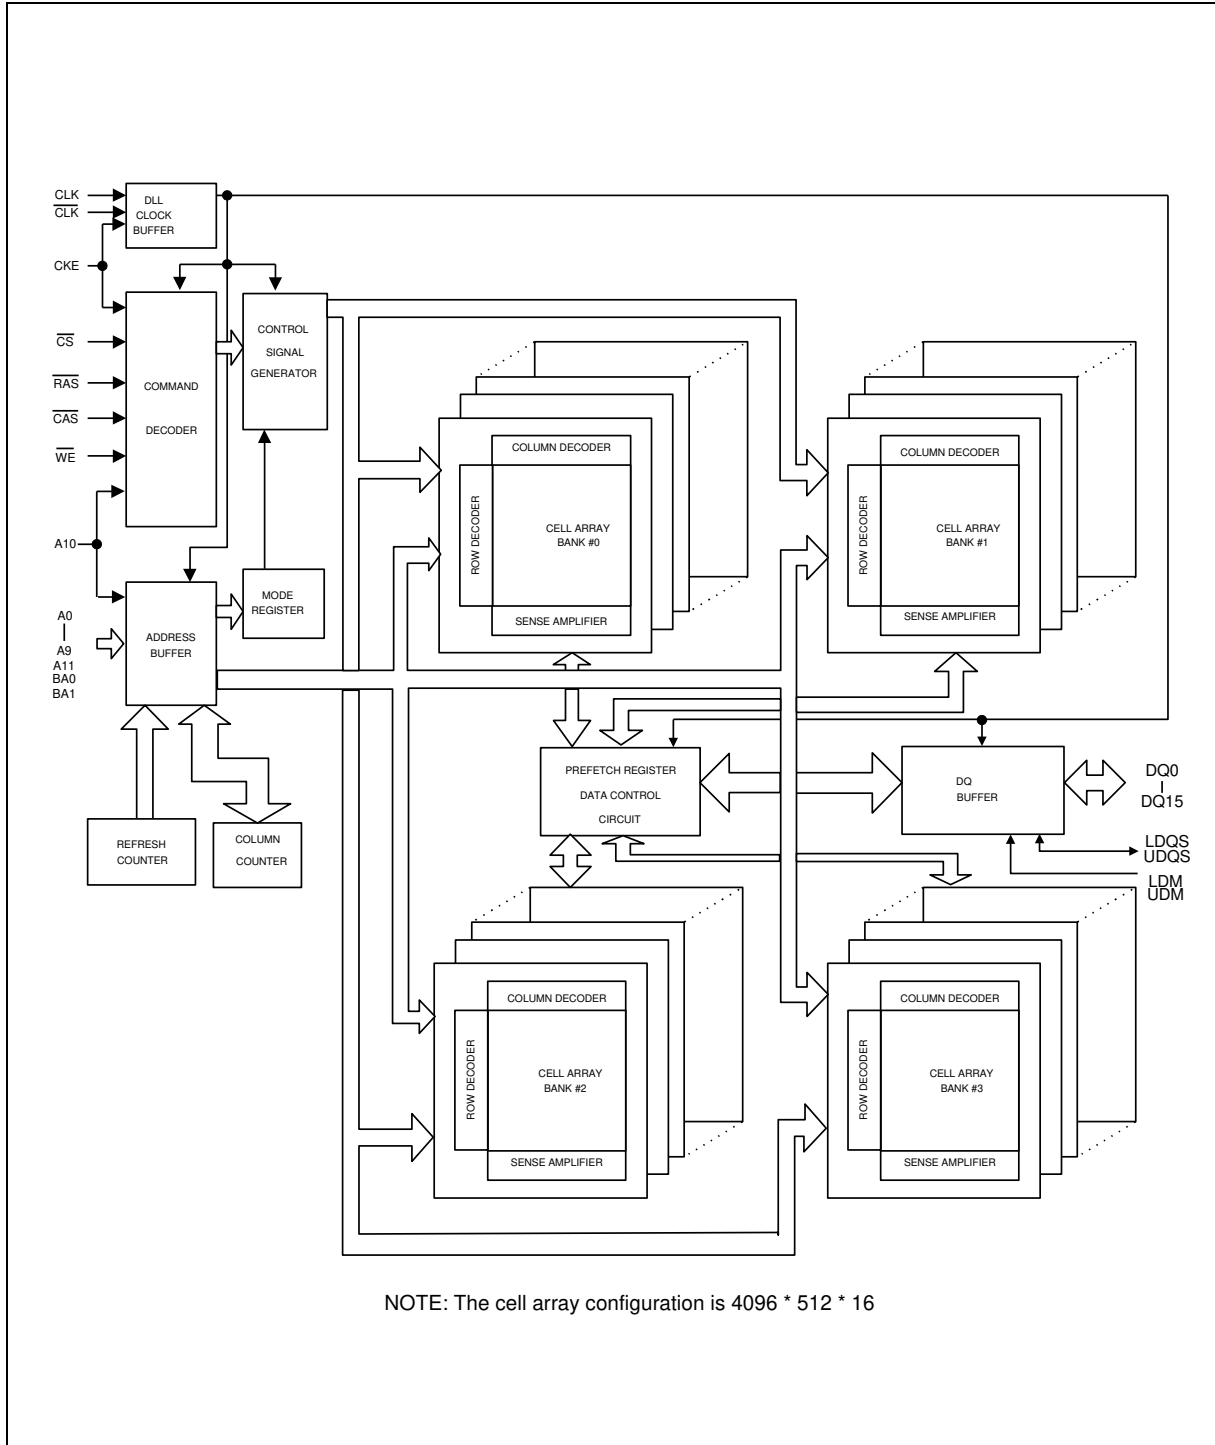 CLK
CLK
CKE
CS
RAS
CAS
WE
A10
A0
A9
A11
BA0
BA1
DLL
CLOCK
BUFFER
COMMAND
DECODER
CONTROL
SIGNAL
GENERATOR
MODE
REGISTER
ADDRESS
BUFFER
REFRESH
COUNTER
COLUMN
COUNTER
COLUMN DECODER
ROW DECODER
CELL ARRAY
BANK #0
SENSE AMPLIFIER
COLUMN DECODER
ROW DECODER
CELL ARRAY
BANK #1
SENSE AMPLIFIER
PREFETCH REGISTER
DATA CONTROL
CIRCUIT
DQ
BUFFER
DQ0
DQ15
LDQS
UDQS
LDM
UDM
COLUMN DECODER
ROW DECODER
CELL ARRAY
BANK #2
SENSE AMPLIFIER
COLUMN DECODER
ROW DECODER
CELL ARRAY
BANK #3
SENSE AMPLIFIER
NOTE: The cell array configuration is 4096 * 512 * 16